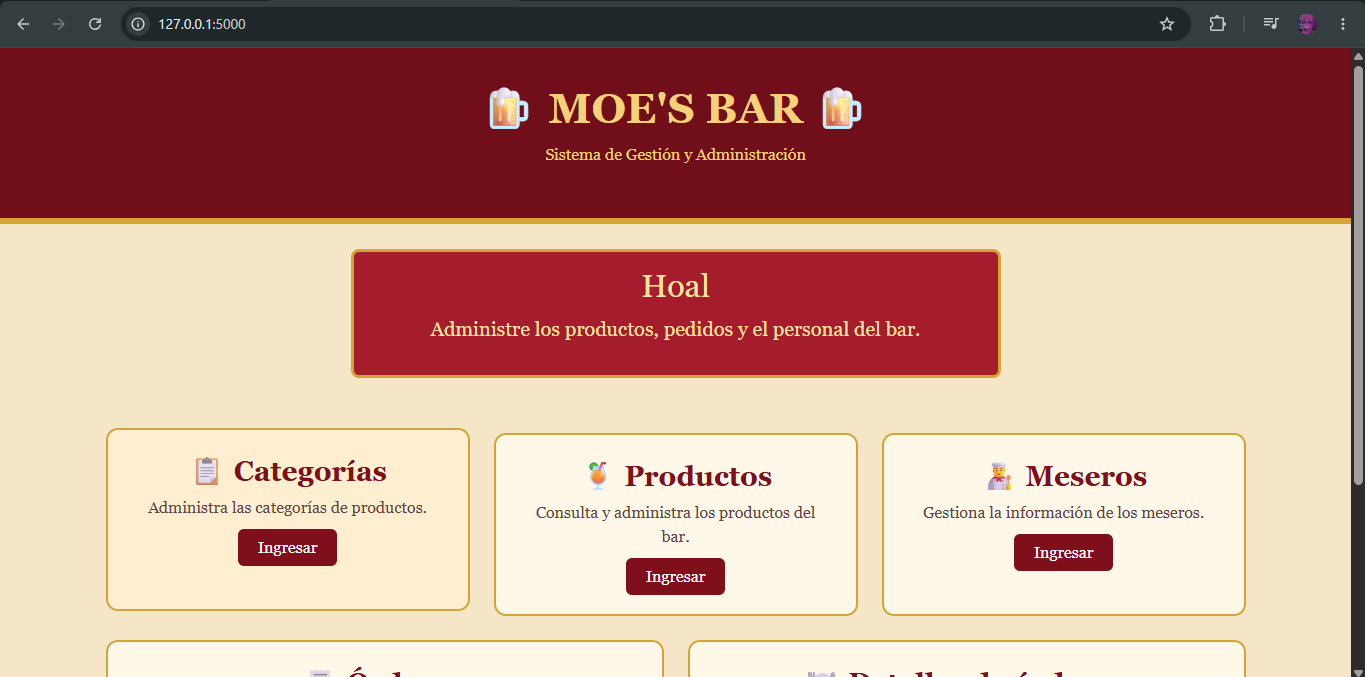 127.0.0.1:5000
MOE'S BAR
Sistema de Gestión y Administración
Hoal
Administre los productos, pedidos y el personal del bar.
Categorías
Administra las categorías de productos.
Ingresar
Productos
Consulta y administra los productos del
bar.
Ingresar
Meseros
Gestiona la información de los meseros.
Ingresar